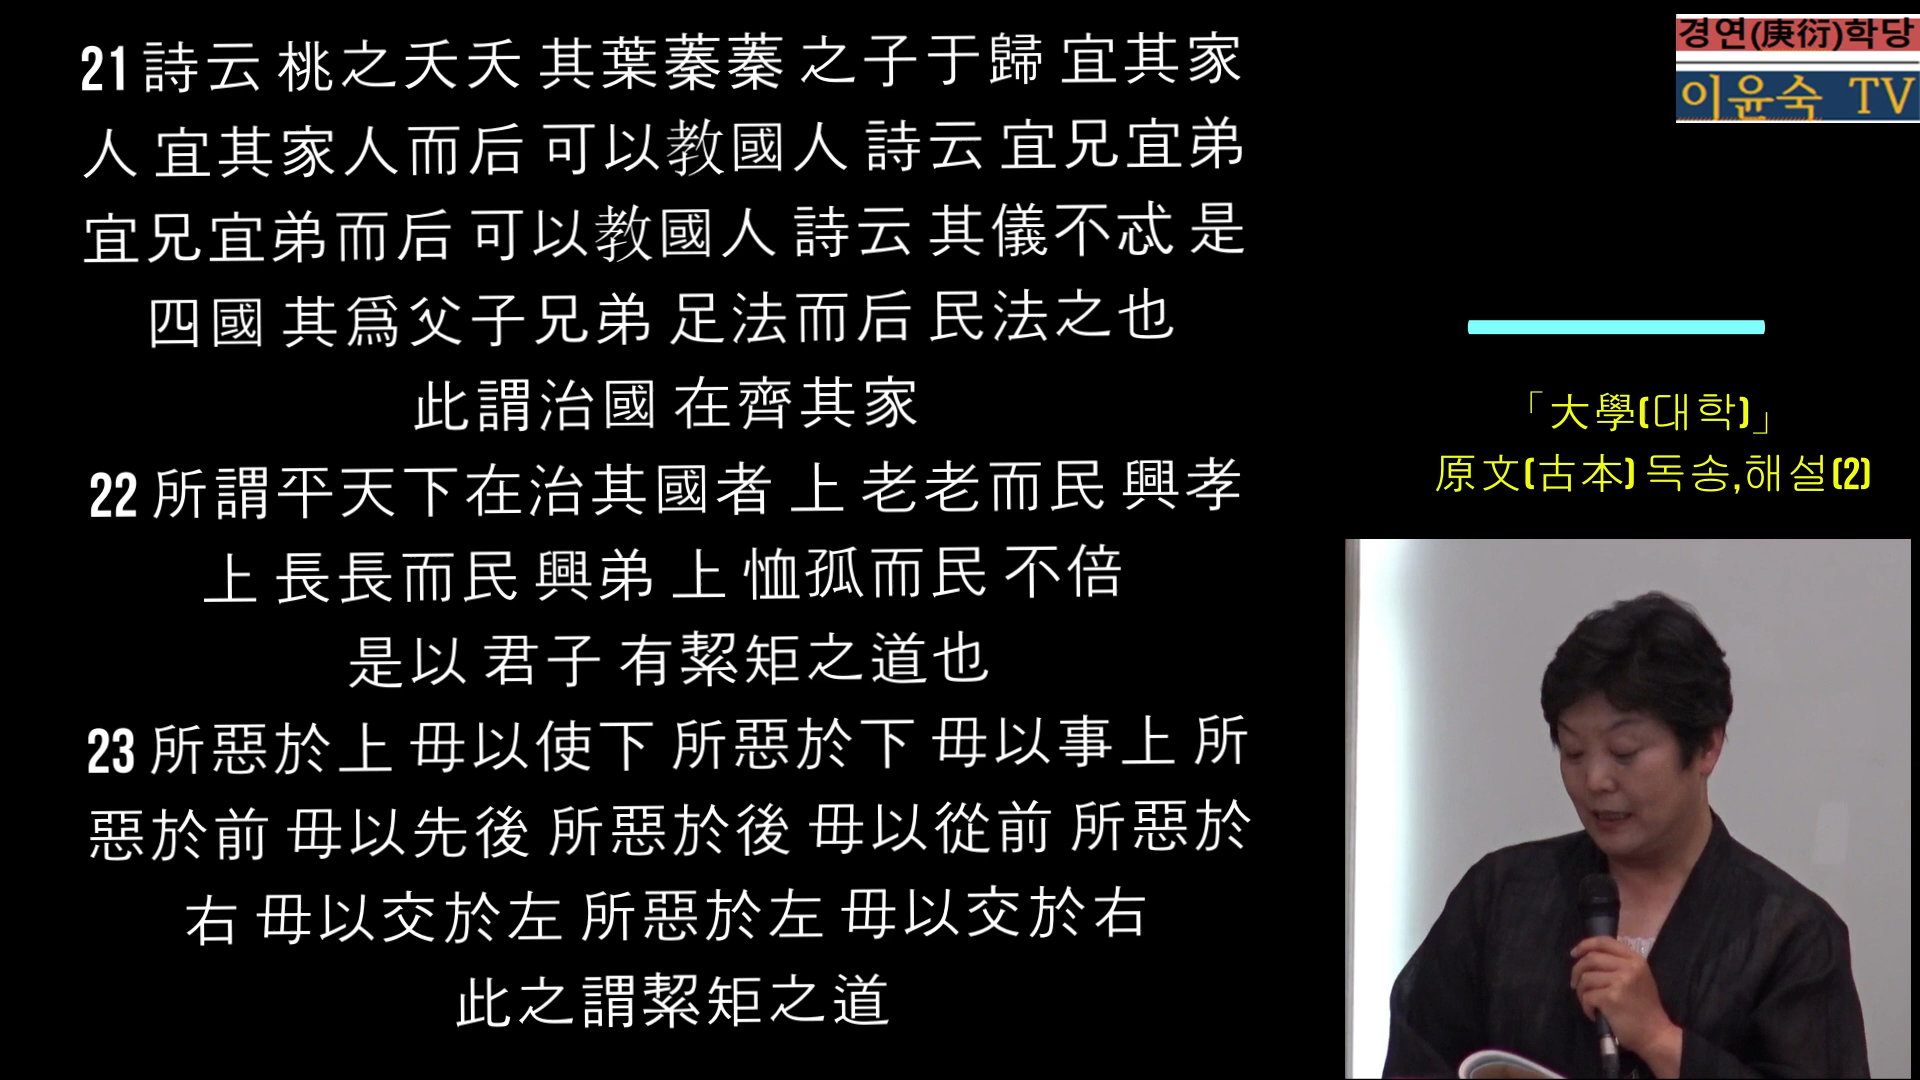 21 詩云 桃之夭夭 其葉蓁蓁 之子于歸 宜其家
人 宜其家人而后 可以教國人 詩云 宜兄宜弟
宜兄宜弟而后 可以教國人 詩云 其儀不忒 是
四國 其爲父子兄弟 足法而后 民法之也
此謂治國 在齊其家
22 所謂平天下在治其國者 上 老老而民 興孝
上 長長而民 興弟 上 恤孤而民 不倍
是以 君子 有絜矩之道也
23 所惡於上 毋以使下 所惡於下 毋以事上 所
惡於前 毋以先後 所惡於後 毋以從前 所惡於
右 毋以交於左 所惡於左 毋以交於右
此之謂絜矩之道
경연(庚衍)학당
이윤숙 TV
「大學(대학)」
原文(古本) 독송,해설(2)